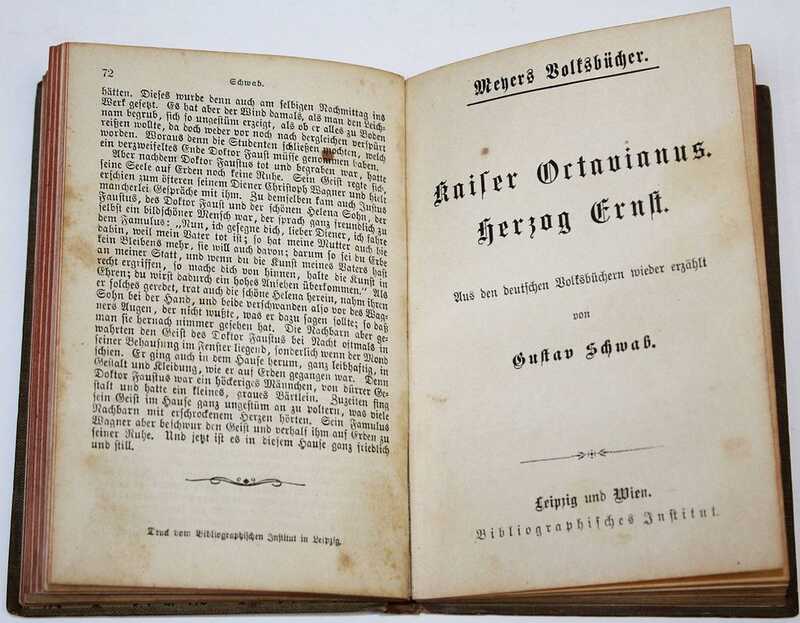 72
Schwab.
hätten. Dieses wurde denn auch am selbigen Nachmittag ins
Werk gesetzt. Es hat aber der Wind damals, als man den Leich-
nam begrub, sich so ungestüm erzeigt, als ob er alles zu Boden
reißen wollte, da doch weder vor noch nach dergleichen verspürt
worden. Woraus denn die Studenten schließen mochten, welch
ein verzweifeltes Ende Doktor Faust müsse genommen haben.
Aber nachdem Doktor Faustus tot und begraben war, hatte
seine Seele auf Erden noch keine Ruhe. Sein Geist regte sich,
erschien zum öfteren seinem Diener Christoph Wagner und hielt
mancherlei Gespräche mit ihm. Zu demselben kam auch Justus
Faustus, des Doktor Faust und der schönen Helena Sohn, der
selbst ein bildschöner Mensch war, der sprach ganz freundlich zu
dem Famulus: „Nun, ich gesegne dich, lieber Diener, ich fahre
dahin, weil mein Vater tot ist; so hat meine Mutter auch hie
kein Bleibens mehr, sie will auch davon; darum so sei du Erbe
an meiner Statt, und wenn du die Kunst meines Vaters hast
recht ergriffen, so mache dich von hinnen, halte die Kunst in
Ehren; du wirst dadurch ein hohes Ansehen überkommen.“ Als
er solches geredet, trat auch die schöne Helena herein, nahm ihren
Sohn bei der Hand, und beide verschwanden also vor des Wag-
ners Augen, der nicht wußte, was er dazu sagen sollte; so daß
man sie hernach nimmer gesehen hat. Die Nachbarn aber ge-
wahrten den Geist des Doktor Faustus bei Nacht oftmals in
seiner Behausung im Fenster liegend, sonderlich wenn der Mond
schien. Er ging auch in dem Hause herum, ganz leibhaftig, in
Gestalt und Kleidung, wie er auf Erden gegangen war. Denn
Doktor Faustus war ein höckeriges Männchen, von dürrer Ge-
stalt und hatte ein kleines, graues Bärtlein. Zuzeiten fing
sein Geist im Hause ganz ungestüm an zu poltern, was viele
Nachbarn mit erschrockenem Herzen hörten. Sein Famulus
Wagner aber beschwur den Geist und verhalf ihm auf Erden zu
seiner Ruhe. Und jetzt ist es in diesem Hause ganz friedlich
und still.
Druck vom Bibliographischen Institut in Leipzig.
Meyers Volksbücher.
Kaiser Octavianus.
Herzog Ernst.
Aus den deutschen Volksbüchern wieder erzählt
von
Gustav Schwab.
Leipzig und Wien.
Bibliographisches Institut.